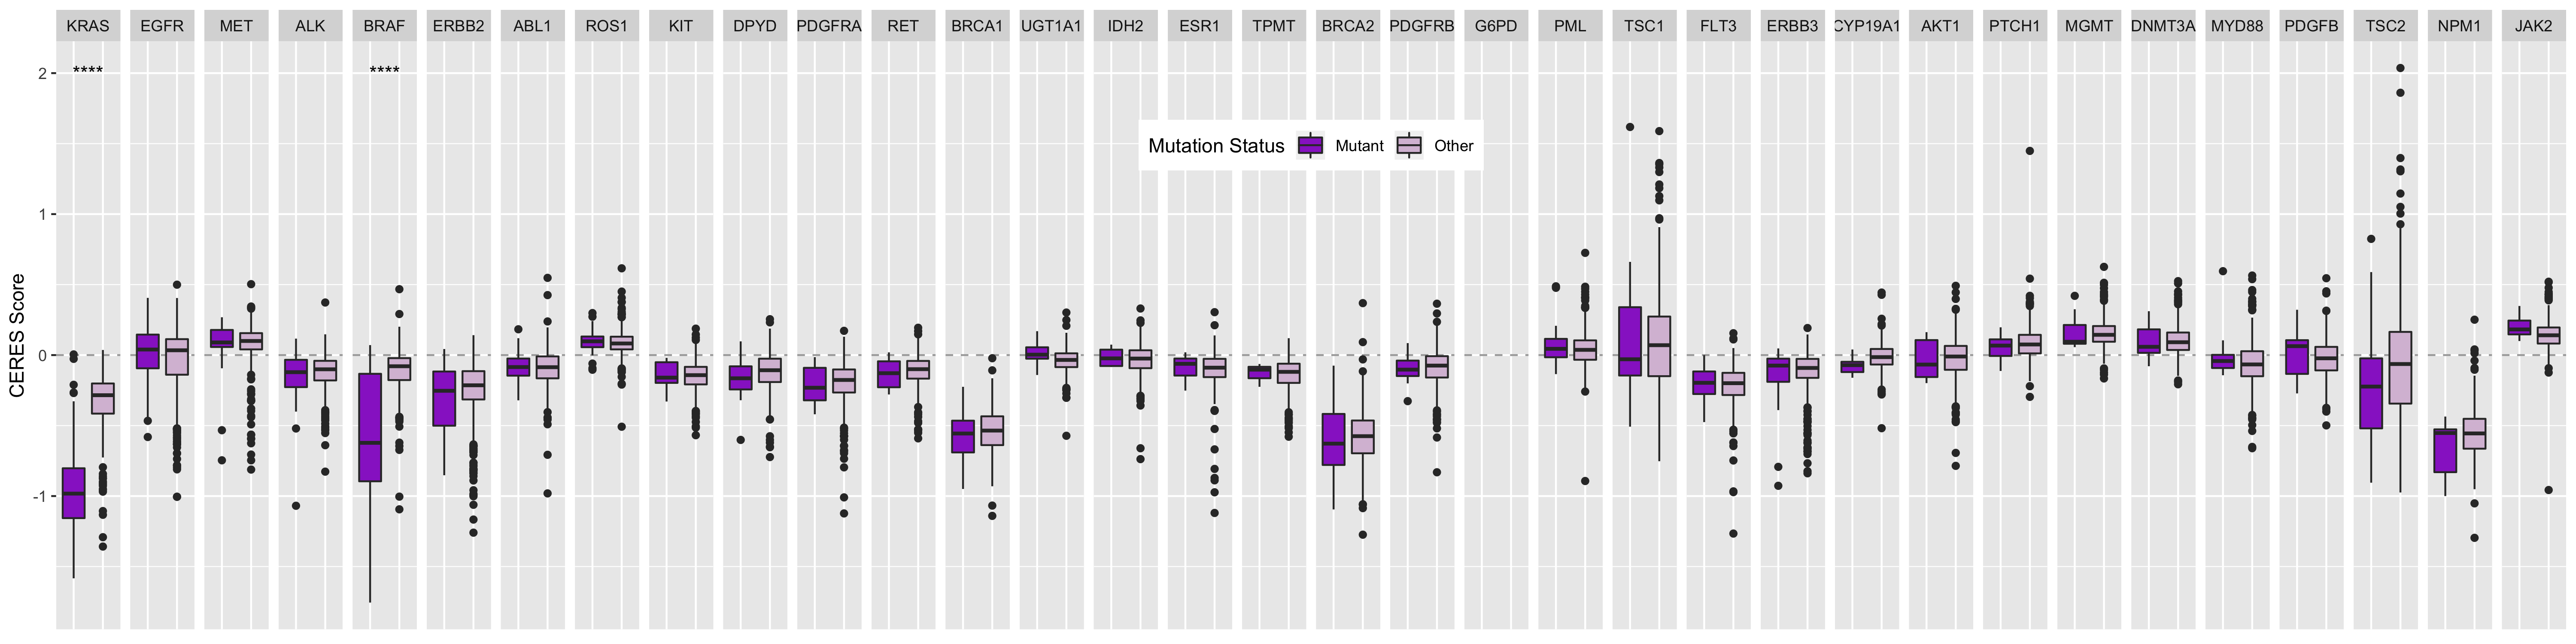 KRAS EGFR MET ALK BRAF ERBB2 ABL1 ROS1 KIT DPYD PDGFRA RET BRCA1 UGT1A1 IDH2 ESR1 TPMT BRCA2 PDGFRB G6PD PML TSC1 FLT3 ERBB3 CYP19A1 AKT1 PTCH1 MGMT DNMT3A MYD88 PDGFB TSC2 NPM1 JAK2
2 **** ****
Mutation Status Mutant Other
1
0
-1
CERES Score